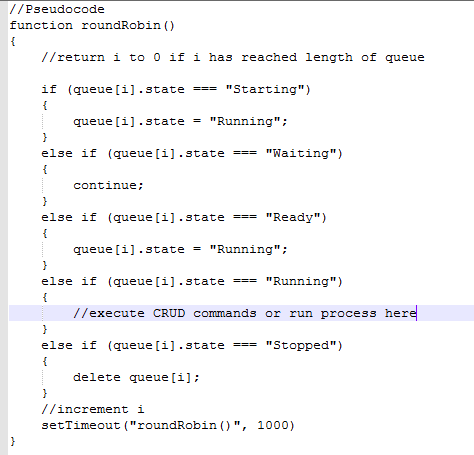 //Pseudocode
function roundRobin()
{
//return i to 0 if i has reached length of queue
if (queue[i].state === "Starting")
{
queue[i].state = "Running";
}
else if (queue[i].state === "Waiting")
{
continue;
}
else if (queue[i].state === "Ready")
{
queue[i].state = "Running";
}
else if (queue[i].state === "Running")
{
//execute CRUD commands or run process here
}
else if (queue[i].state === "Stopped")
{
delete queue[i];
}
//increment i
setTimeout("roundRobin()", 1000)
}